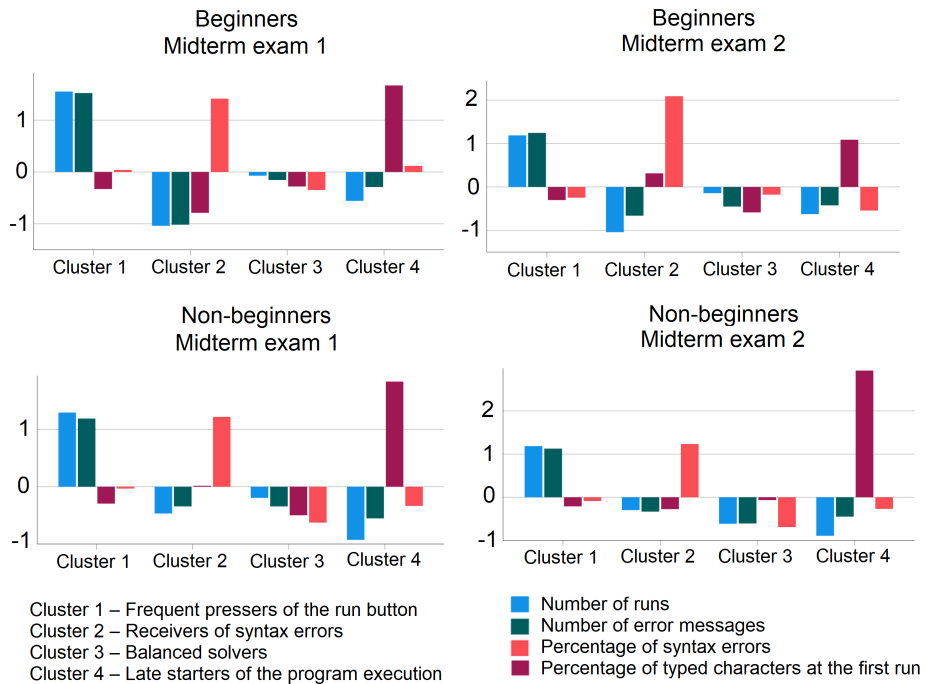 Beginners
Midterm exam 1
1
0
-1
Cluster 1 Cluster 2 Cluster 3 Cluster 4
Beginners
Midterm exam 2
2
1
0
-1
Cluster 1 Cluster 2 Cluster 3 Cluster 4
Non-beginners
Midterm exam 1
1
0
-1
Cluster 1 Cluster 2 Cluster 3 Cluster 4
Non-beginners
Midterm exam 2
2
1
0
-1
Cluster 1 Cluster 2 Cluster 3 Cluster 4
Cluster 1 – Frequent pressers of the run button
Cluster 2 – Receivers of syntax errors
Cluster 3 – Balanced solvers
Cluster 4 – Late starters of the program execution
Number of runs
Number of error messages
Percentage of syntax errors
Percentage of typed characters at the first run